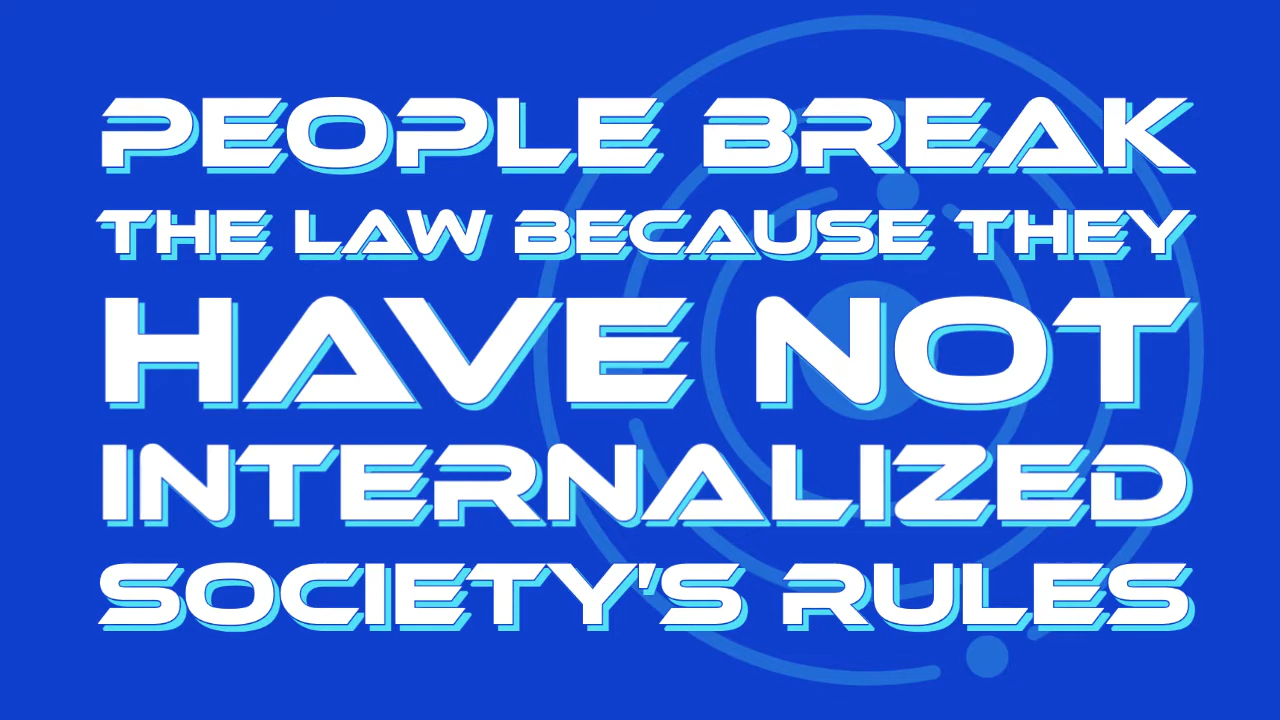 PEOPLE BREAK
THE LAW BECAUSE THEY
HAVE NOT
INTERNALIZED
SOCIETY'S RULES